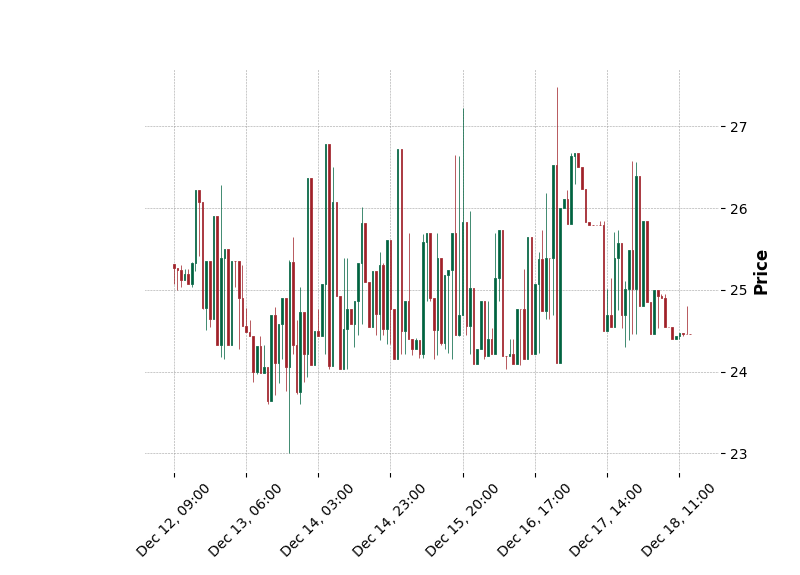 27
26
25
24
23
Price
Dec 12, 09:00
Dec 13, 06:00
Dec 14, 03:00
Dec 14, 23:00
Dec 15, 20:00
Dec 16, 17:00
Dec 17, 14:00
Dec 18, 11:00